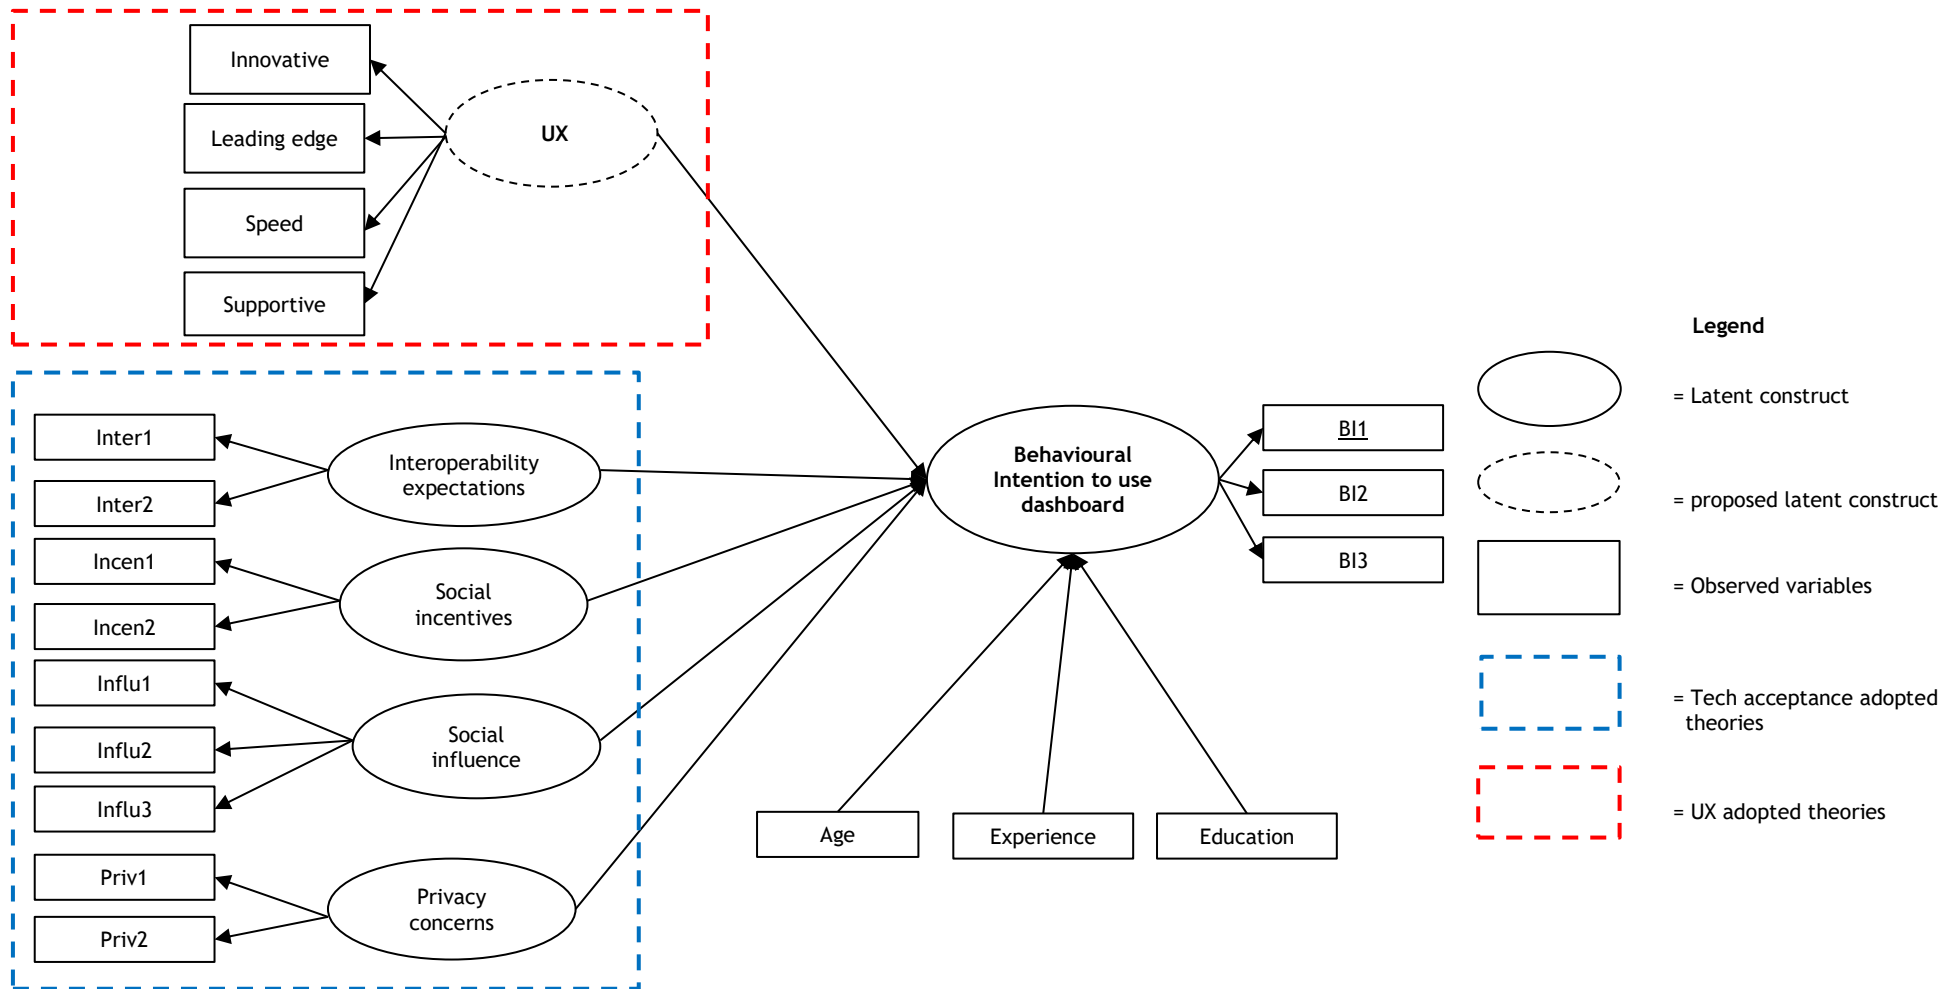 Innovative
Leading edge
Speed
Supportive
UX
Inter1
Inter2
Incen1
Incen2
Influ1
Influ2
Influ3
Priv1
Priv2
Interoperability
expectations
Social
incentives
Social
influence
Privacy
concerns
Behavioural
Intention to use
dashboard
BI1
BI2
BI3
Age
Experience
Education
Legend
= Latent construct
= proposed latent construct
= Observed variables
= Tech acceptance adopted
theories
= UX adopted theories